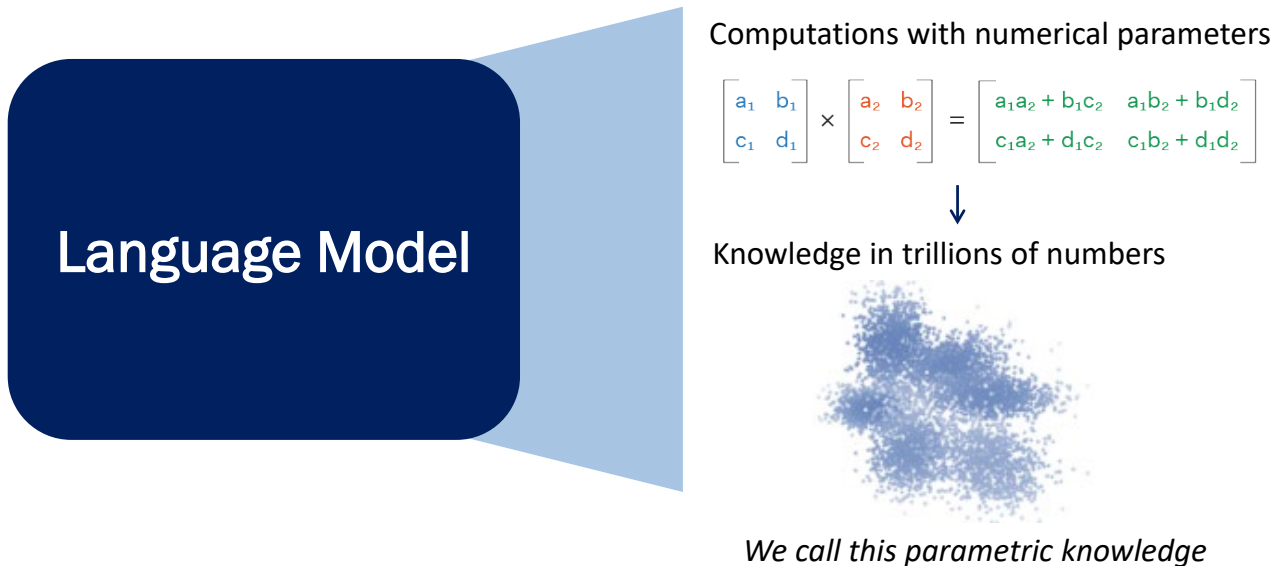 Language Model
Computations with numerical parameters
a₁ b₁ a₂ b₂ a₁a₂ + b₁c₂ a₁b₂ + b₁d₂
× =
c₁ d₁ c₂ d₂ c₁a₂ + d₁c₂ c₁b₂ + d₁d₂
Knowledge in trillions of numbers
We call this parametric knowledge